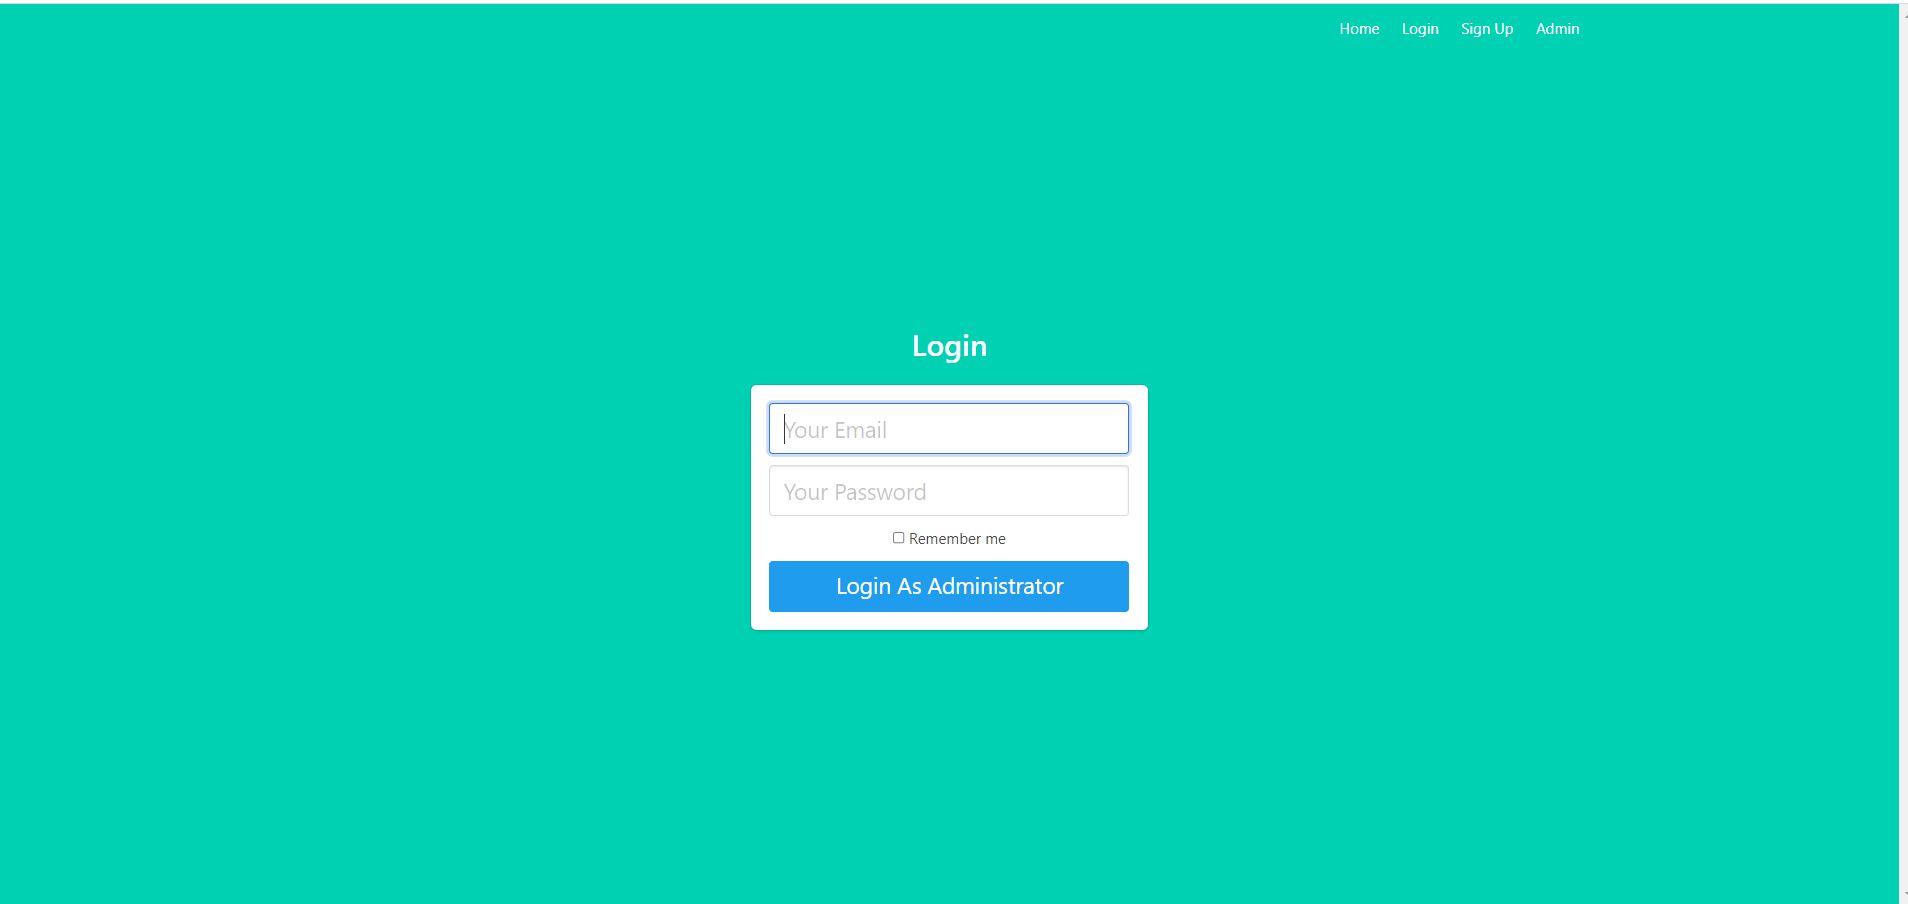 Home Login Sign Up Admin
Login
Your Email
Your Password
Remember me
Login As Administrator